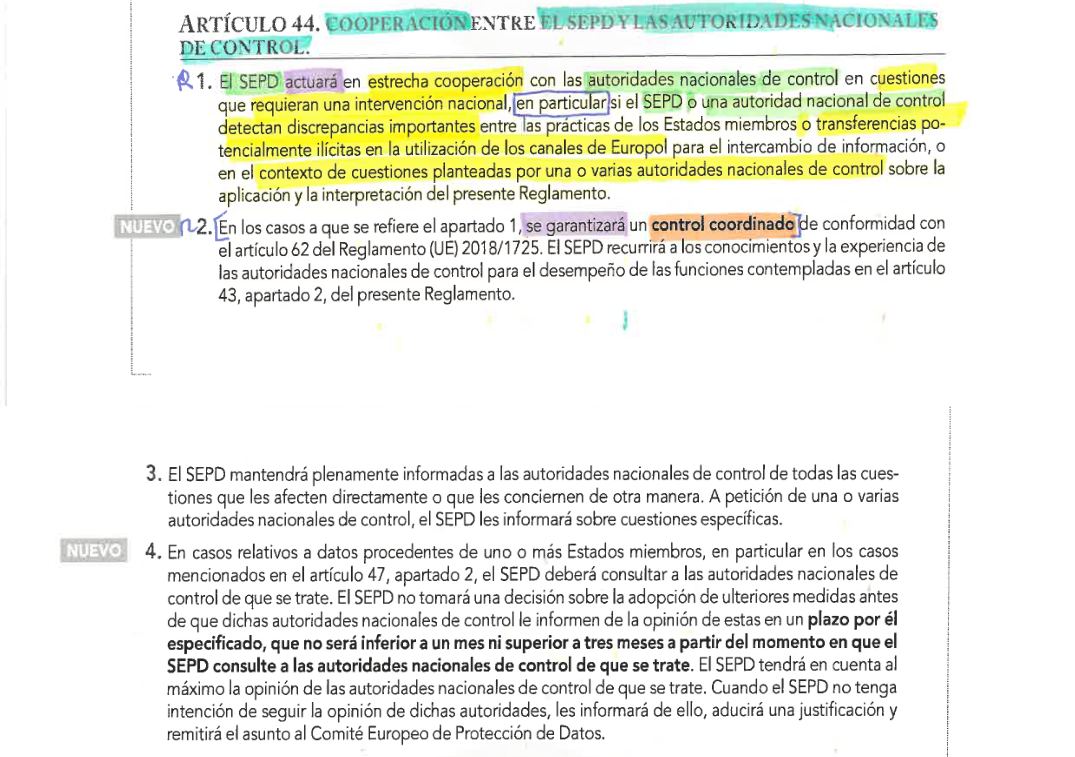 ARTÍCULO 44. COOPERACIÓN ENTRE EL SEPD Y LAS AUTORIDADES NACIONALES
DE CONTROL.
1. El SEPD actuará en estrecha cooperación con las autoridades nacionales de control en cuestiones
que requieran una intervención nacional, en particular si el SEPD o una autoridad nacional de control
detectan discrepancias importantes entre las prácticas de los Estados miembros o transferencias po-
tencialmente ilícitas en la utilización de los canales de Europol para el intercambio de información, o
en el contexto de cuestiones planteadas por una o varias autoridades nacionales de control sobre la
aplicación y la interpretación del presente Reglamento.
NUEVO 2. En los casos a que se refiere el apartado 1, se garantizará un control coordinado de conformidad con
el artículo 62 del Reglamento (UE) 2018/1725. El SEPD recurrirá a los conocimientos y la experiencia de
las autoridades nacionales de control para el desempeño de las funciones contempladas en el artículo
43, apartado 2, del presente Reglamento.
3. El SEPD mantendrá plenamente informadas a las autoridades nacionales de control de todas las cues-
tiones que les afecten directamente o que les conciernen de otra manera. A petición de una o varias
autoridades nacionales de control, el SEPD les informará sobre cuestiones específicas.
NUEVO 4. En casos relativos a datos procedentes de uno o más Estados miembros, en particular en los casos
mencionados en el artículo 47, apartado 2, el SEPD deberá consultar a las autoridades nacionales de
control de que se trate. El SEPD no tomará una decisión sobre la adopción de ulteriores medidas antes
de que dichas autoridades nacionales de control le informen de la opinión de estas en un plazo por él
especificado, que no será inferior a un mes ni superior a tres meses a partir del momento en que el
SEPD consulte a las autoridades nacionales de control de que se trate. El SEPD tendrá en cuenta al
máximo la opinión de las autoridades nacionales de control de que se trate. Cuando el SEPD no tenga
intención de seguir la opinión de dichas autoridades, les informará de ello, aducirá una justificación y
remitirá el asunto al Comité Europeo de Protección de Datos.